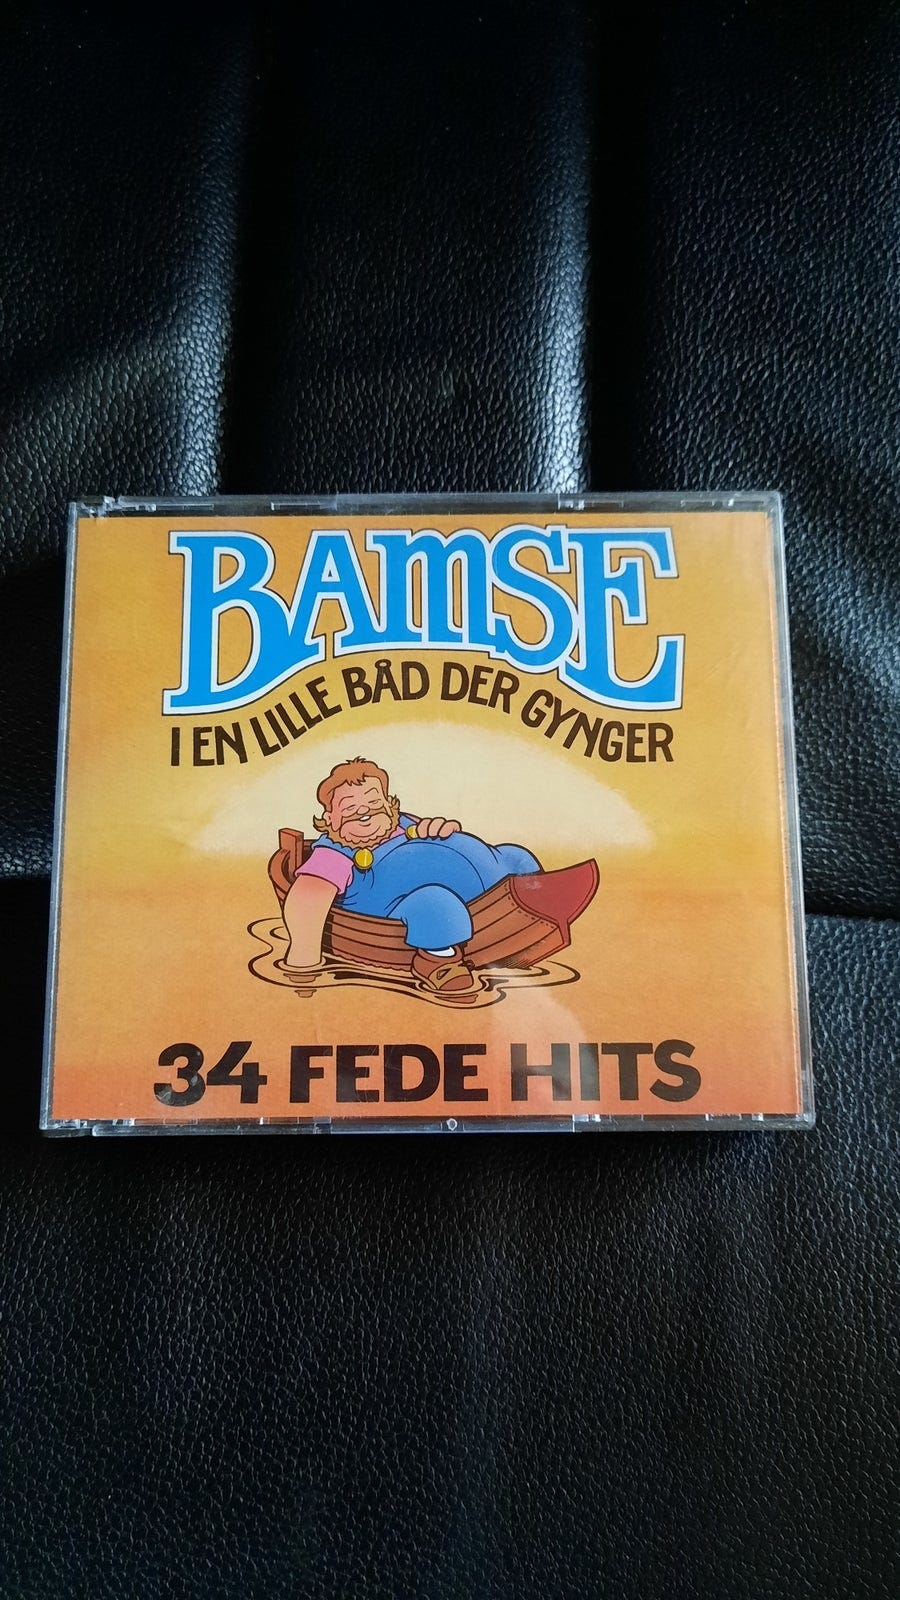 BAMSE
I EN LILLE BÅD DER GYNGER
34 FEDE HITS